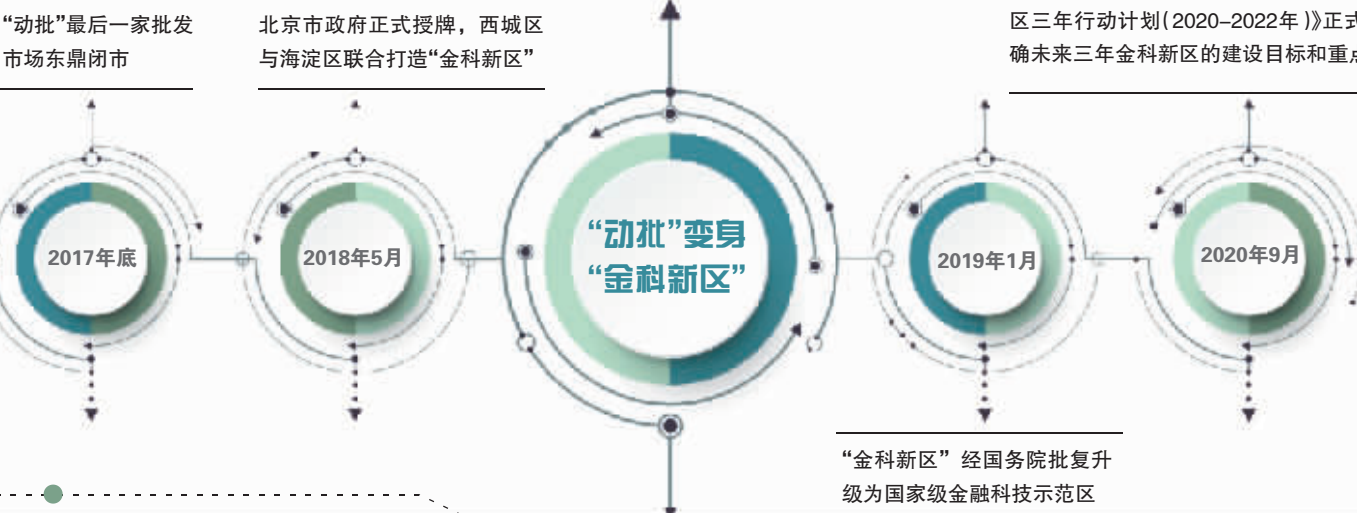 “动批”最后一家批发
市场东鼎闭市
北京市政府正式授牌，西城区
与海淀区联合打造“金科新区”
区三年行动计划(2020-2022年)》正式
确未来三年金科新区的建设目标和重点
2017年底
2018年5月
“动批”变身
“金科新区”
2019年1月
2020年9月
“金科新区” 经国务院批复升
级为国家级金融科技示范区